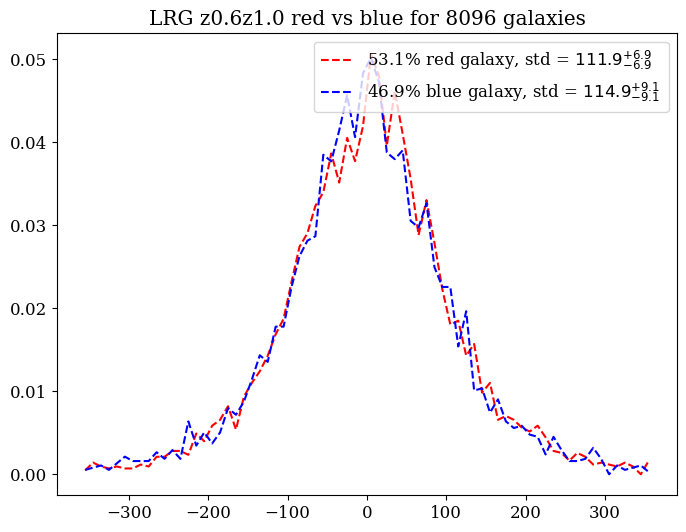 LRG z0.6z1.0 red vs blue for 8096 galaxies
53.1% red galaxy, std = 111.9^{+6.9}_{-6.9}
46.9% blue galaxy, std = 114.9^{+9.1}_{-9.1}
0.05
0.04
0.03
0.02
0.01
0.00
−300 −200 −100 0 100 200 300